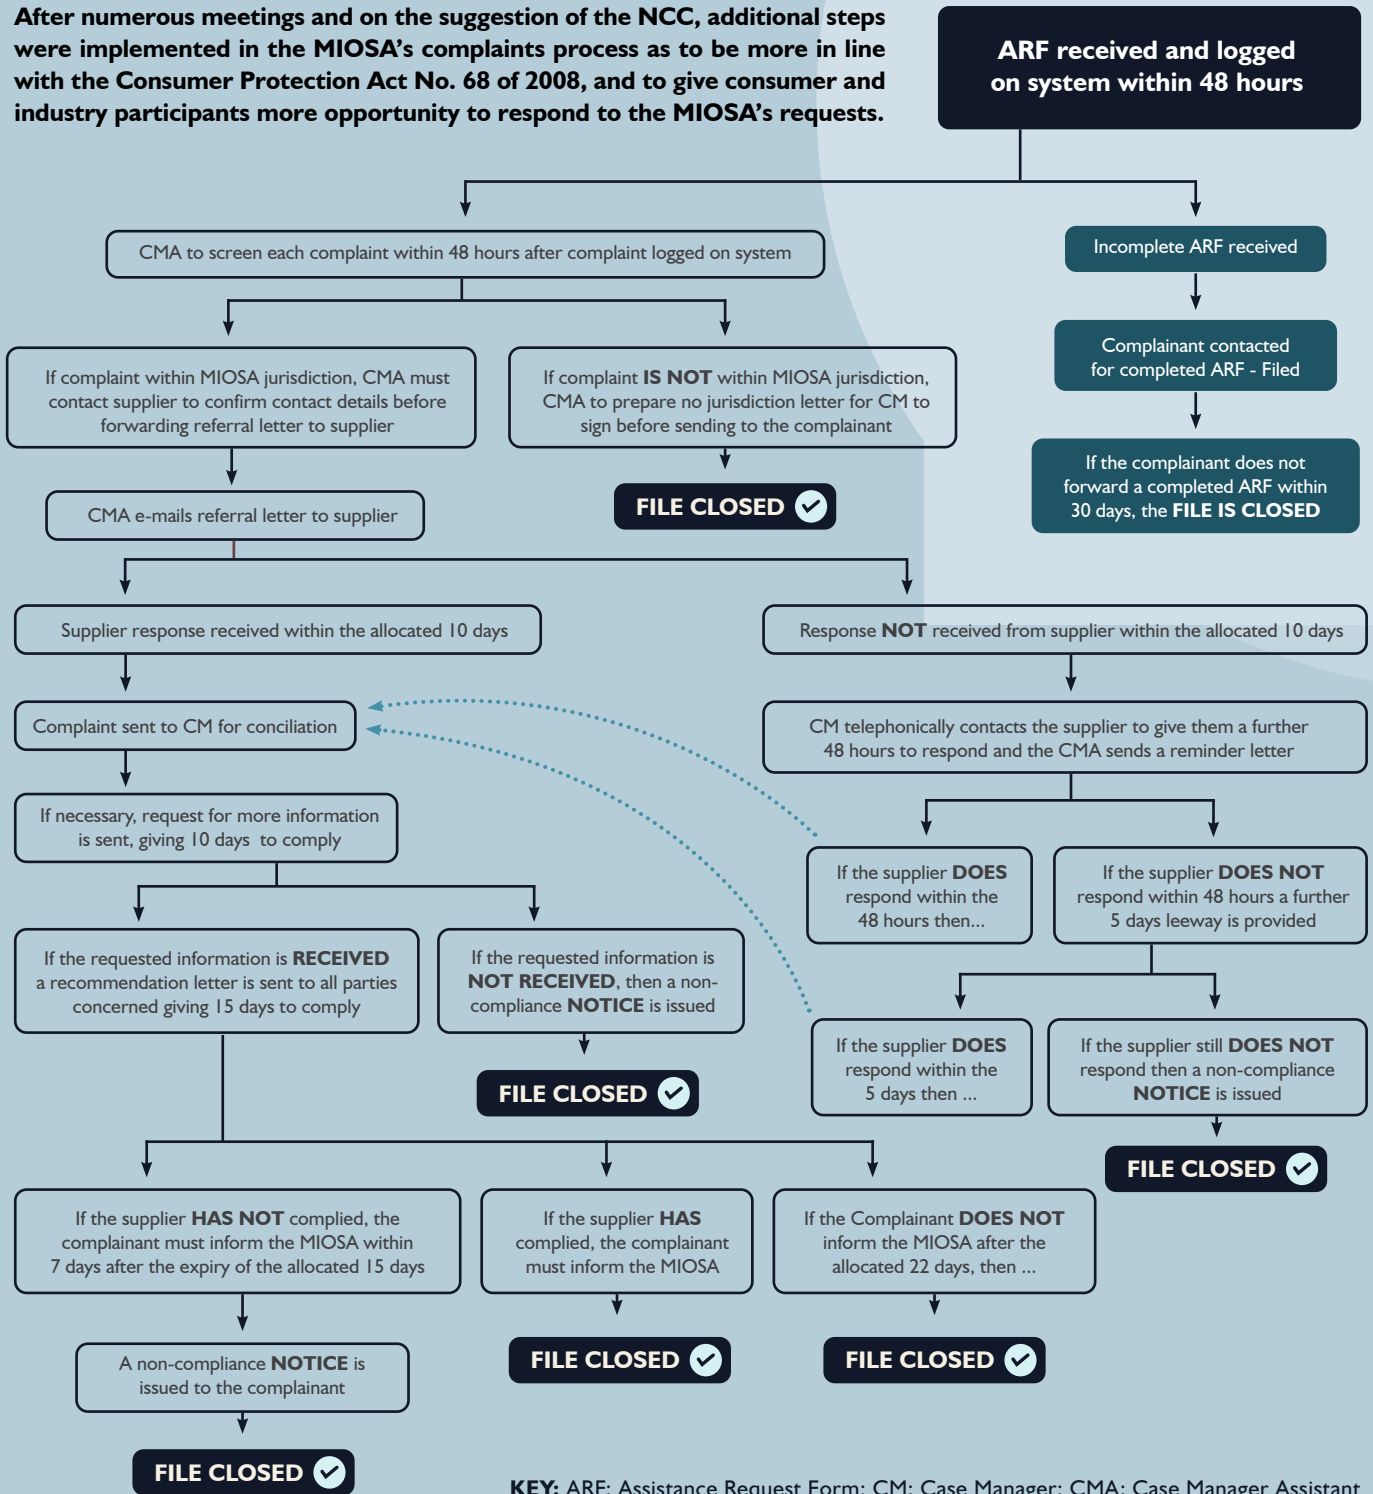 After numerous meetings and on the suggestion of the NCC, additional steps
were implemented in the MIOSA’s complaints process as to be more in line
with the Consumer Protection Act No. 68 of 2008, and to give consumer and
industry participants more opportunity to respond to the MIOSA’s requests.
ARF received and logged
on system within 48 hours
CMA to screen each complaint within 48 hours after complaint logged on system
Incomplete ARF received
Complainant contacted
for completed ARF - Filed
If the complainant does not
forward a completed ARF within
30 days, the FILE IS CLOSED
If complaint within MIOSA jurisdiction, CMA must
contact supplier to confirm contact details before
forwarding referral letter to supplier
If complaint IS NOT within MIOSA jurisdiction,
CMA to prepare no jurisdiction letter for CM to
sign before sending to the complainant
FILE CLOSED
CMA e-mails referral letter to supplier
Supplier response received within the allocated 10 days
Response NOT received from supplier within the allocated 10 days
Complaint sent to CM for conciliation
CM telephonically contacts the supplier to give them a further
48 hours to respond and the CMA sends a reminder letter
If necessary, request for more information
is sent, giving 10 days to comply
If the supplier DOES
respond within the
48 hours then...
If the supplier DOES NOT
respond within 48 hours a further
5 days leeway is provided
If the requested information is RECEIVED
a recommendation letter is sent to all parties
concerned giving 15 days to comply
If the requested information is
NOT RECEIVED, then a non-
compliance NOTICE is issued
FILE CLOSED
If the supplier DOES
respond within the
5 days then ...
If the supplier still DOES NOT
respond then a non-compliance
NOTICE is issued
FILE CLOSED
If the supplier HAS NOT complied, the
complainant must inform the MIOSA within
7 days after the expiry of the allocated 15 days
If the supplier HAS
complied, the complainant
must inform the MIOSA
If the Complainant DOES NOT
inform the MIOSA after the
allocated 22 days, then ...
FILE CLOSED
FILE CLOSED
A non-compliance NOTICE is
issued to the complainant
FILE CLOSED
KEY: ARF: Assistance Request Form; CM: Case Manager; CMA: Case Manager Assistant